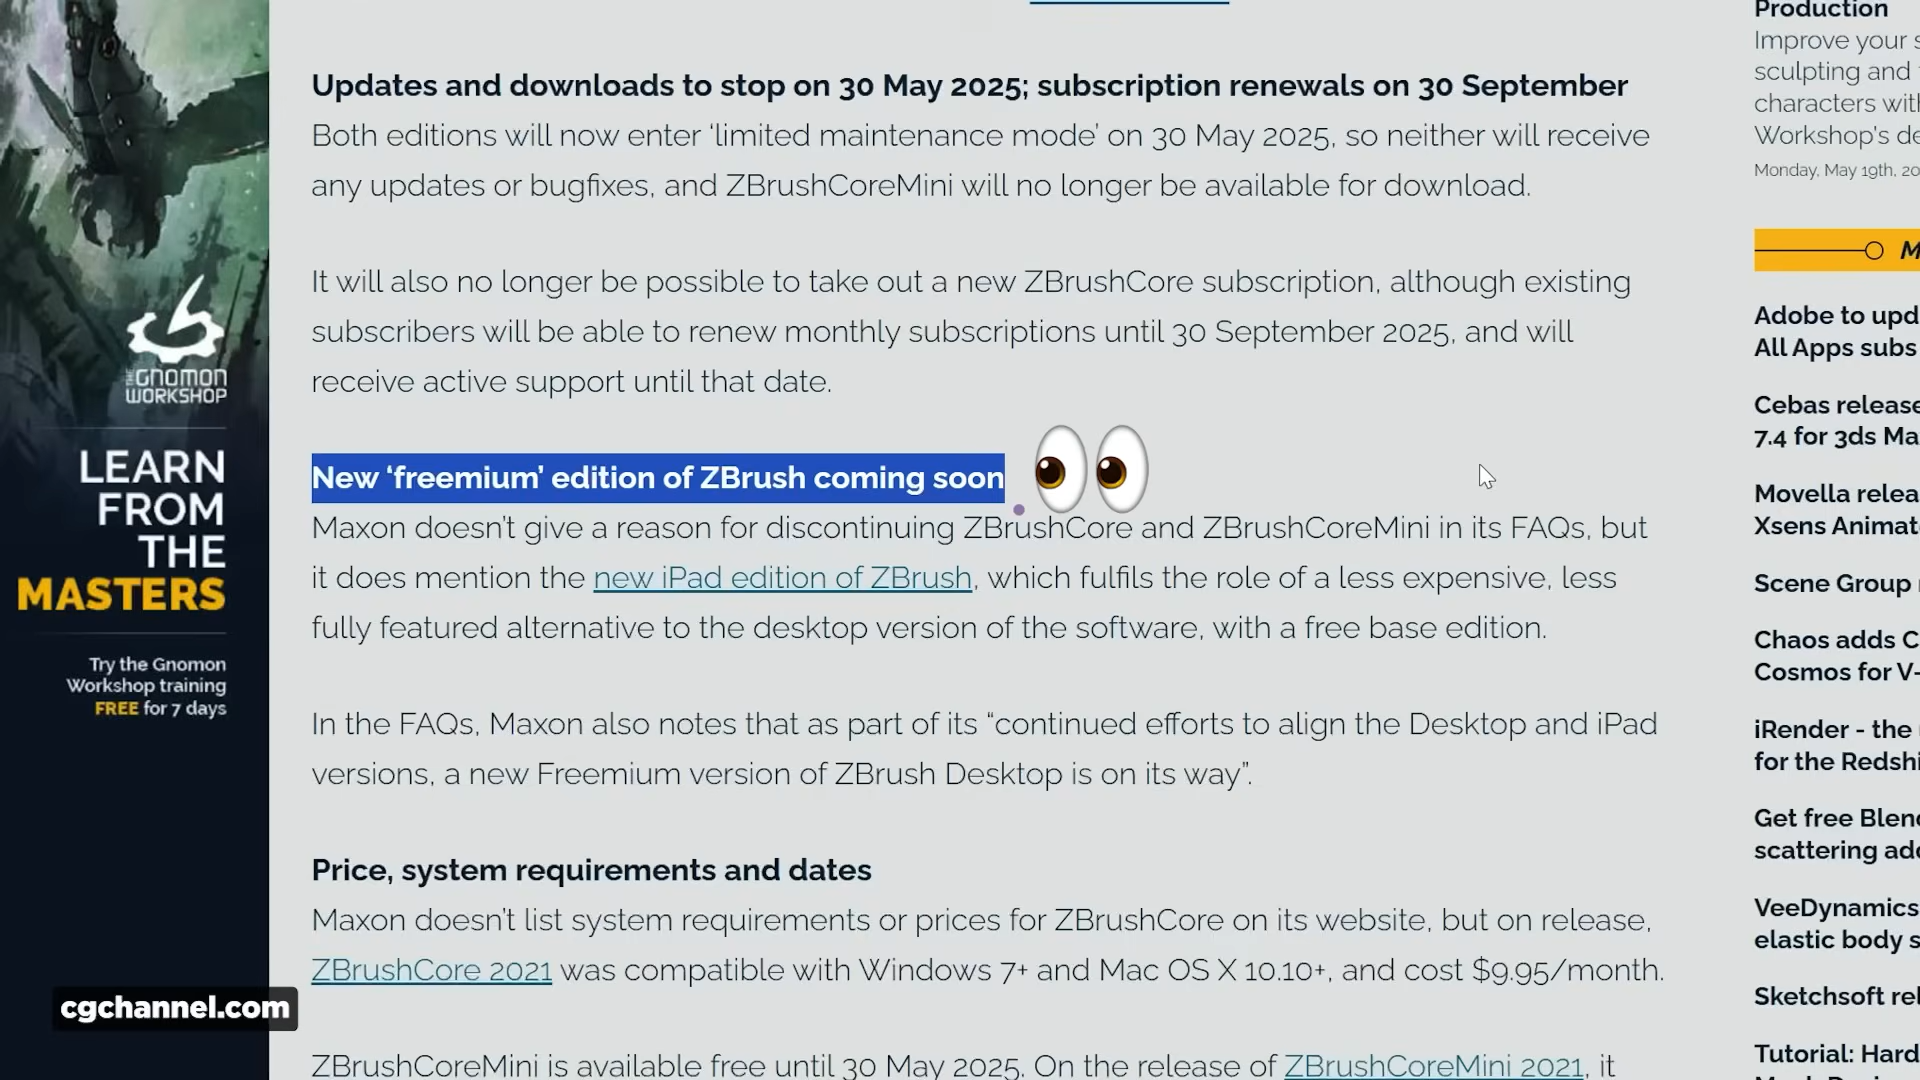 THE GNOMON
WORKSHOP
LEARN
FROM
THE
MASTERS
Try the Gnomon
Workshop training
FREE for 7 days
cgchannel.com
Updates and downloads to stop on 30 May 2025; subscription renewals on 30 September
Both editions will now enter ‘limited maintenance mode’ on 30 May 2025, so neither will receive
any updates or bugfixes, and ZBrushCoreMini will no longer be available for download.
It will also no longer be possible to take out a new ZBrushCore subscription, although existing
subscribers will be able to renew monthly subscriptions until 30 September 2025, and will
receive active support until that date.
New ‘freemium’ edition of ZBrush coming soon
Maxon doesn’t give a reason for discontinuing ZBrushCore and ZBrushCoreMini in its FAQs, but
it does mention the new iPad edition of ZBrush, which fulfils the role of a less expensive, less
fully featured alternative to the desktop version of the software, with a free base edition.
In the FAQs, Maxon also notes that as part of its “continued efforts to align the Desktop and iPad
versions, a new Freemium version of ZBrush Desktop is on its way”.
Price, system requirements and dates
Maxon doesn’t list system requirements or prices for ZBrushCore on its website, but on release,
ZBrushCore 2021 was compatible with Windows 7+ and Mac OS X 10.10+, and cost $9.95/month.
ZBrushCoreMini is available free until 30 May 2025. On the release of ZBrushCoreMini 2021, it
Production
Improve your s
sculpting and
characters with
Workshop's de
Monday, May 19th, 20
M
Adobe to upd
All Apps subs
Cebas release
7.4 for 3ds Ma
Movella relea
Xsens Animat
Scene Group
Chaos adds C
Cosmos for V-
iRender - the
for the Redshi
Get free Blen
scattering ad
VeeDynamics
elastic body s
Sketchsoft rel
Tutorial: Hard